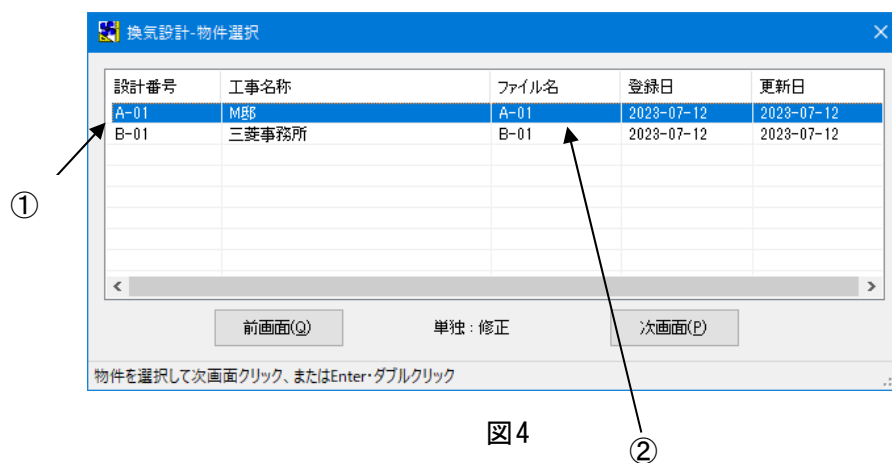 換気設計-物件選択
設計番号 工事名称 ファイル名 登録日 更新日
A-01 M邸 A-01 2023-07-12 2023-07-12
B-01 三菱事務所 B-01 2023-07-12 2023-07-12
①
前画面(Q) 単独:修正 次画面(P)
物件を選択して次画面クリック、またはEnter・ダブルクリック
図4
②